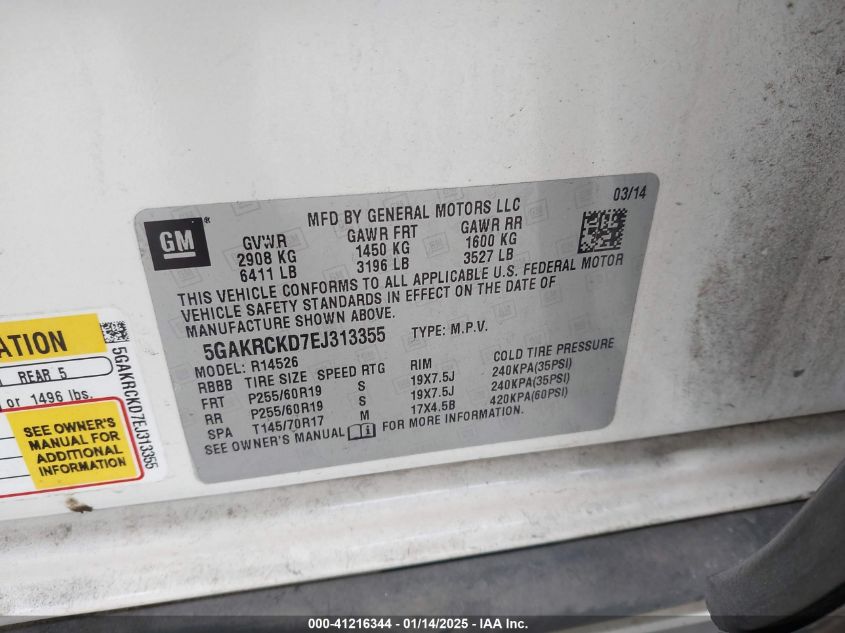 GM
®
MFD BY GENERAL MOTORS LLC
03/14
GVWR GAWR FRT GAWR RR
2908 KG 1450 KG 1600 KG
6411 LB 3196 LB 3527 LB
THIS VEHICLE CONFORMS TO ALL APPLICABLE U.S. FEDERAL MOTOR
VEHICLE SAFETY STANDARDS IN EFFECT ON THE DATE OF
MANUFACTURE SHOWN ABOVE.
5GAKRCKD7EJ313355 TYPE: M.P.V.
MODEL: R14526
RBBB TIRE SIZE SPEED RTG RIM COLD TIRE PRESSURE
FRT P255/60R19 S 19X7.5J 240KPA(35PSI)
RR P255/60R19 S 19X7.5J 240KPA(35PSI)
SPA T145/70R17 M 17X4.5B 420KPA(60PSI)
SEE OWNER'S MANUAL FOR MORE INFORMATION.
ATION
REAR 5
or 1496 lbs.
SEE OWNER'S
MANUAL FOR
ADDITIONAL
INFORMATION
5GAKRCKD7EJ313355
000-41216344 | 01/14/2025 | IAA Inc.